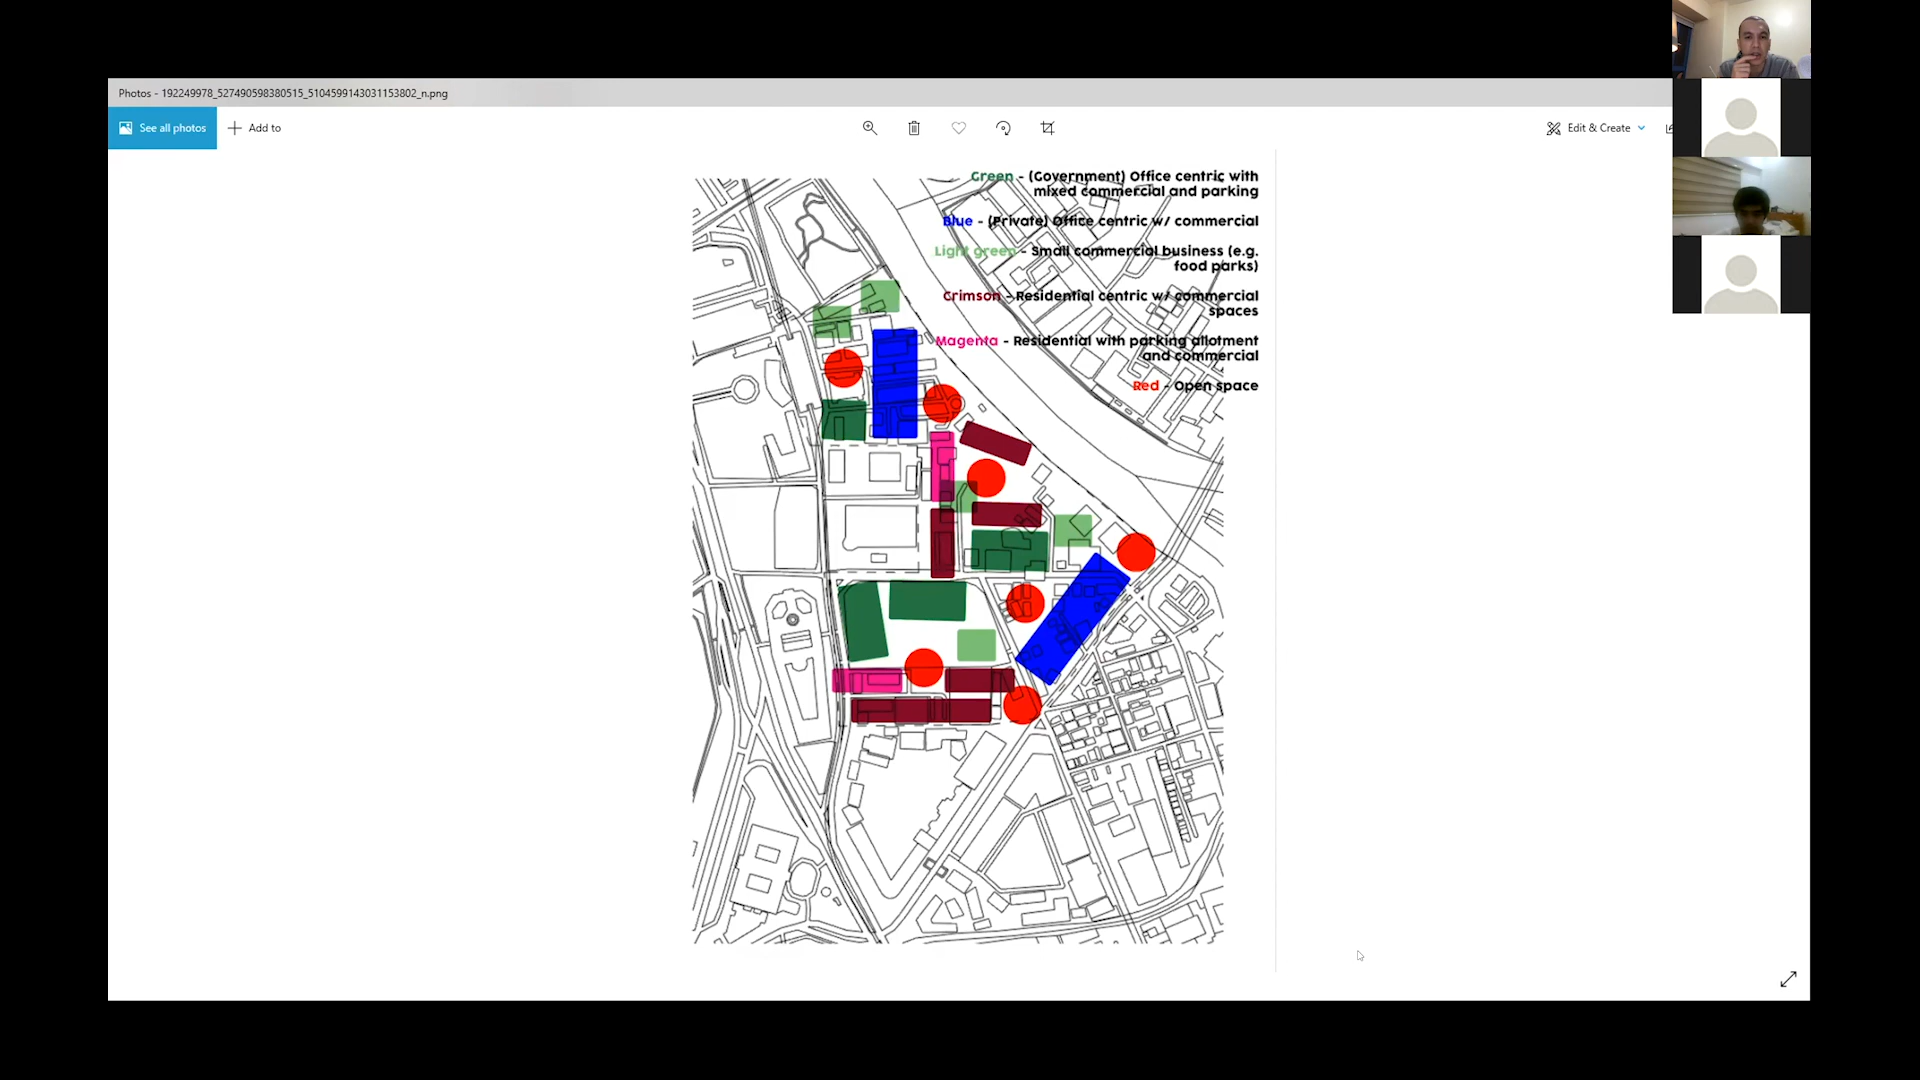 Photos - 192249978_527490598380515_5104599143031153802_n.png
See all photos
Add to
Edit & Create
Green - (Government) Office centric with
mixed commercial and parking
Blue - (Private) Office centric w/ commercial
Light green - Small commercial business (e.g.
food parks)
Crimson - Residential centric w/ commercial
spaces
Magenta - Residential with parking allotment
and commercial
Red - Open space